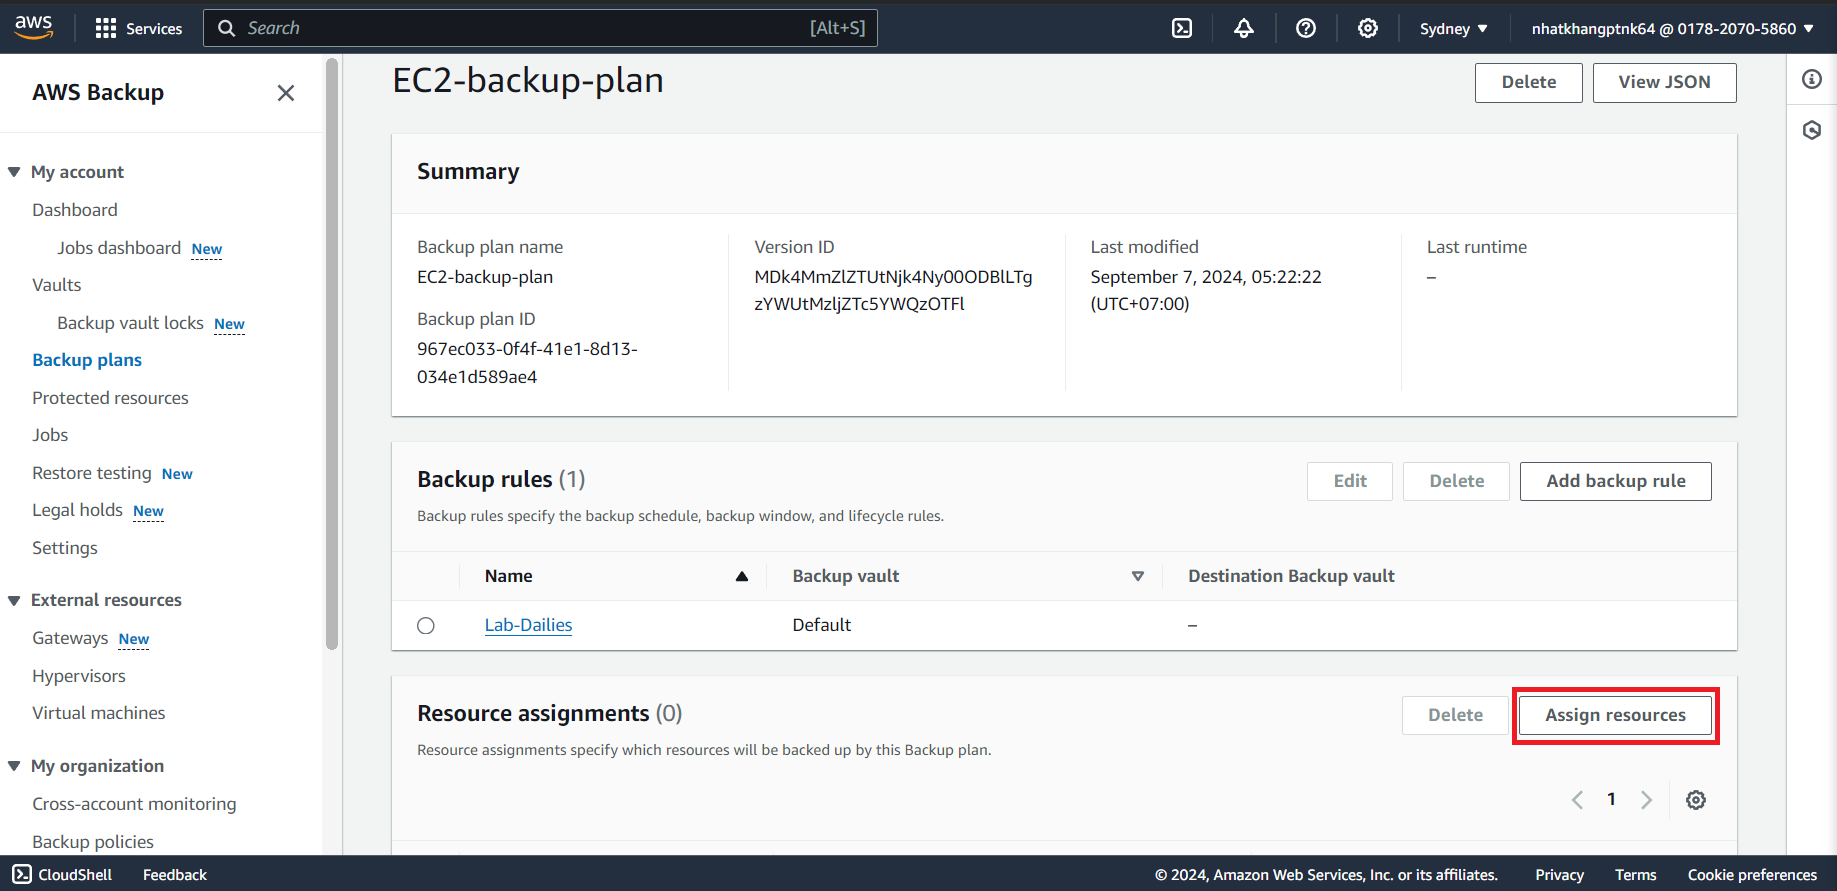 aws
Services
Search
[Alt+S]
Sydney
nhatkhangptnk64 @ 0178-2070-5860
AWS Backup
My account
Dashboard
Jobs dashboard New
Vaults
Backup vault locks New
Backup plans
Protected resources
Jobs
Restore testing New
Legal holds New
Settings
External resources
Gateways New
Hypervisors
Virtual machines
My organization
Cross-account monitoring
Backup policies
EC2-backup-plan
Delete
View JSON
Summary
Backup plan name
EC2-backup-plan
Backup plan ID
967ec033-0f4f-41e1-8d13-
034e1d589ae4
Version ID
MDk4MmZlZTUtNjk4Ny00ODBlLTg
zYWUtMzljZTc5YWQzOTFl
Last modified
September 7, 2024, 05:22:22
(UTC+07:00)
Last runtime
–
Backup rules (1)
Edit
Delete
Add backup rule
Backup rules specify the backup schedule, backup window, and lifecycle rules.
Name
Backup vault
Destination Backup vault
Lab-Dailies
Default
–
Resource assignments (0)
Delete
Assign resources
Resource assignments specify which resources will be backed up by this Backup plan.
1
CloudShell
Feedback
© 2024, Amazon Web Services, Inc. or its affiliates.
Privacy
Terms
Cookie preferences